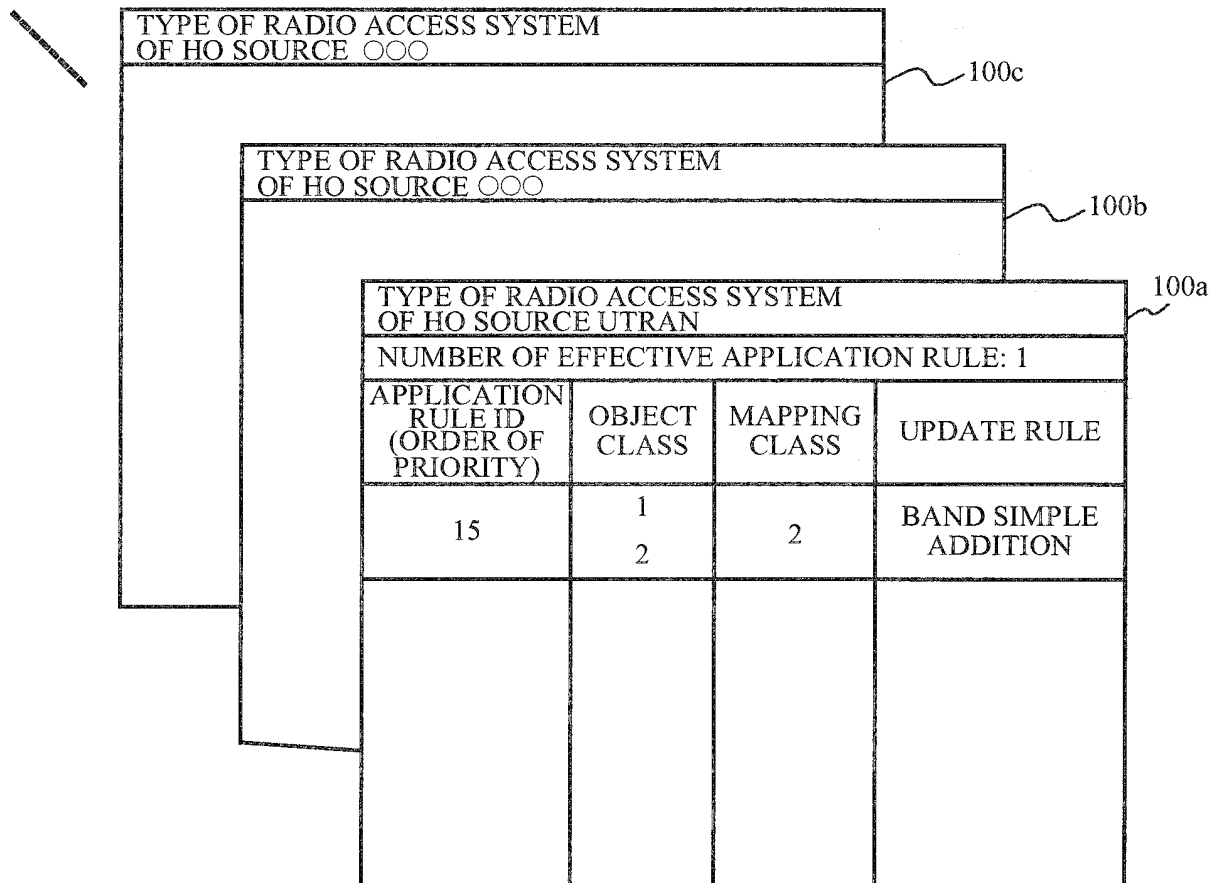 TYPE OF RADIO ACCESS SYSTEM
OF HO SOURCE ○○○
100c
TYPE OF RADIO ACCESS SYSTEM
OF HO SOURCE ○○○
100b
TYPE OF RADIO ACCESS SYSTEM
OF HO SOURCE UTRAN
100a
NUMBER OF EFFECTIVE APPLICATION RULE: 1
APPLICATION
RULE ID
(ORDER OF
PRIORITY)
OBJECT
CLASS
MAPPING
CLASS
UPDATE RULE
15
1
2
2
BAND SIMPLE
ADDITION